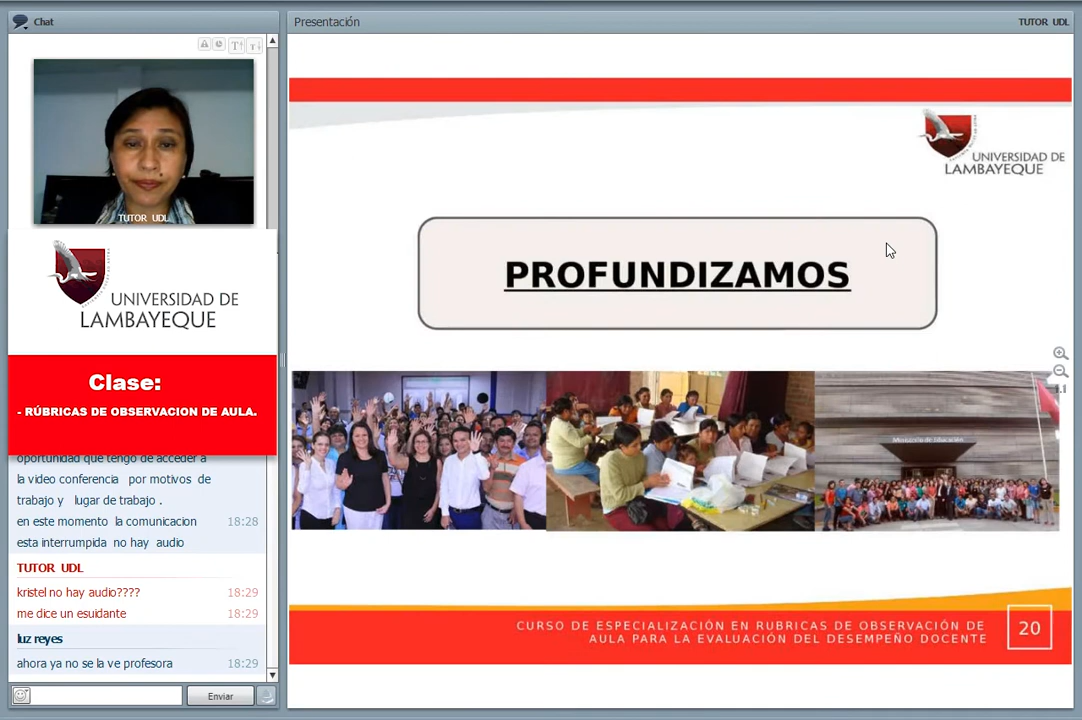 Chat
TUTOR UDL
UNIVERSIDAD DE
LAMBAYEQUE
Clase:
- RÚBRICAS DE OBSERVACION DE AULA.
oportunidad que tengo de acceder a
la video conferencia por motivos de
trabajo y lugar de trabajo .
en este momento la comunicacion 18:28
esta interrumpida no hay audio
TUTOR UDL
kristel no hay audio???? 18:29
me dice un esuidante 18:29
luz reyes
ahora ya no se la ve profesora 18:29
Enviar
Presentación
TUTOR UDL
UNIVERSIDAD DE
LAMBAYEQUE
PROFUNDIZAMOS
Ministerio de Educación
CURSO DE ESPECIALIZACIÓN EN RUBRICAS DE OBSERVACIÓN DE
AULA PARA LA EVALUACIÓN DEL DESEMPEÑO DOCENTE
20